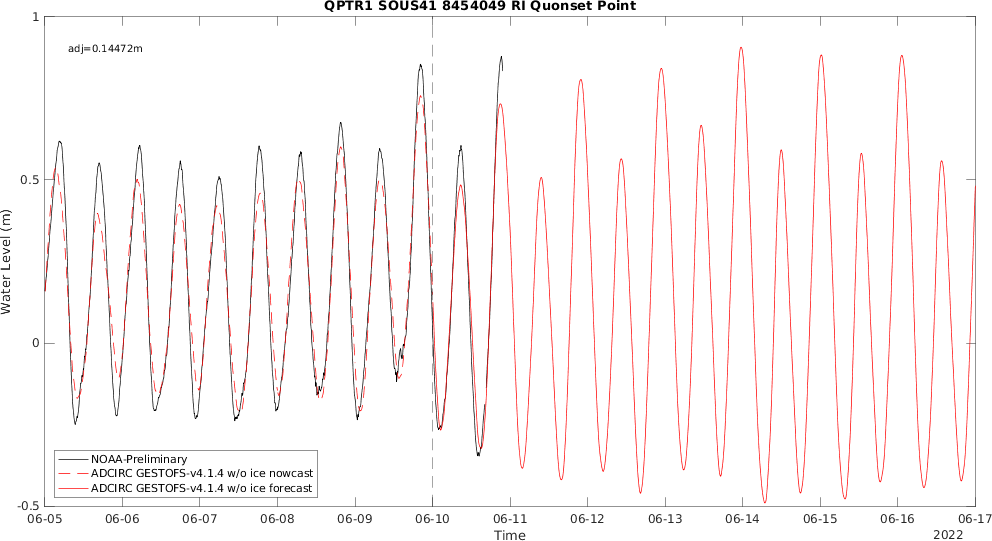 QPTR1 SOUS41 8454049 RI Quonset Point
adj=0.14472m
1
0.5
0
-0.5
Water Level (m)
NOAA-Preliminary
ADCIRC GESTOFS-v4.1.4 w/o ice nowcast
ADCIRC GESTOFS-v4.1.4 w/o ice forecast
06-05 06-06 06-07 06-08 06-09 06-10 06-11 06-12 06-13 06-14 06-15 06-16 06-17
Time
2022